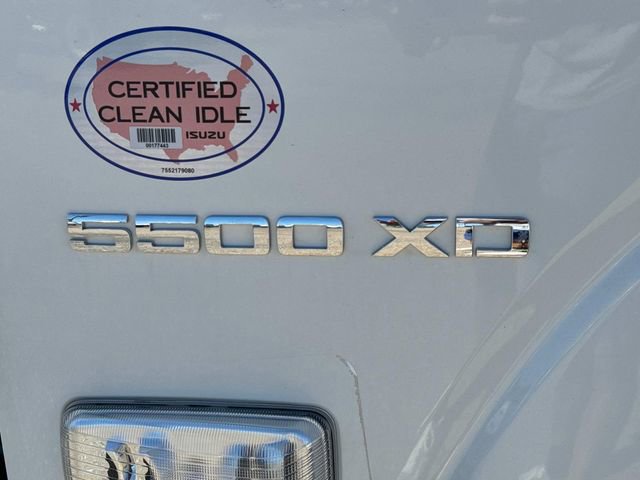 CERTIFIED
CLEAN IDLE
00177443
ISUZU
7552179080
5500 XD